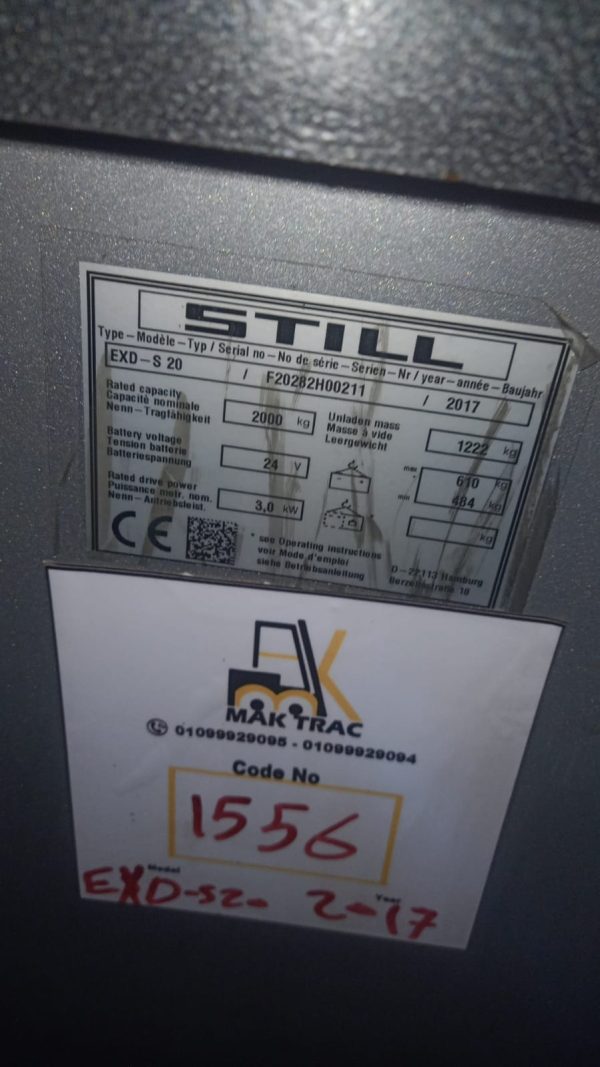 STILL
Type – Modèle – Typ / Serial no – No de série – Serien – Nr / year – année – Baujahr
EXD – S 20 / F20282H00211 / 2017
Rated capacity
Capacité nominale
Nenn – Tragfähigkeit
2000 kg
Unladen mass
Masse à vide
Leergewicht
1222 kg
Battery voltage
Tension batterie
Batteriespannung
24 V
max 610 kg
min 484 kg
kg
Rated drive power
Puissance motr. nom.
Nenn – Antriebsleist.
3,0 kW
CE
* see Operating instructions
voir Mode d'emploi
siehe Betriebsanleitung
D – 22113 Hamburg
Berzeliusstraße 10
MAK TRAC
01099929095 - 01099929094
Code No
1556
Model
Year
EXD-S20 2017